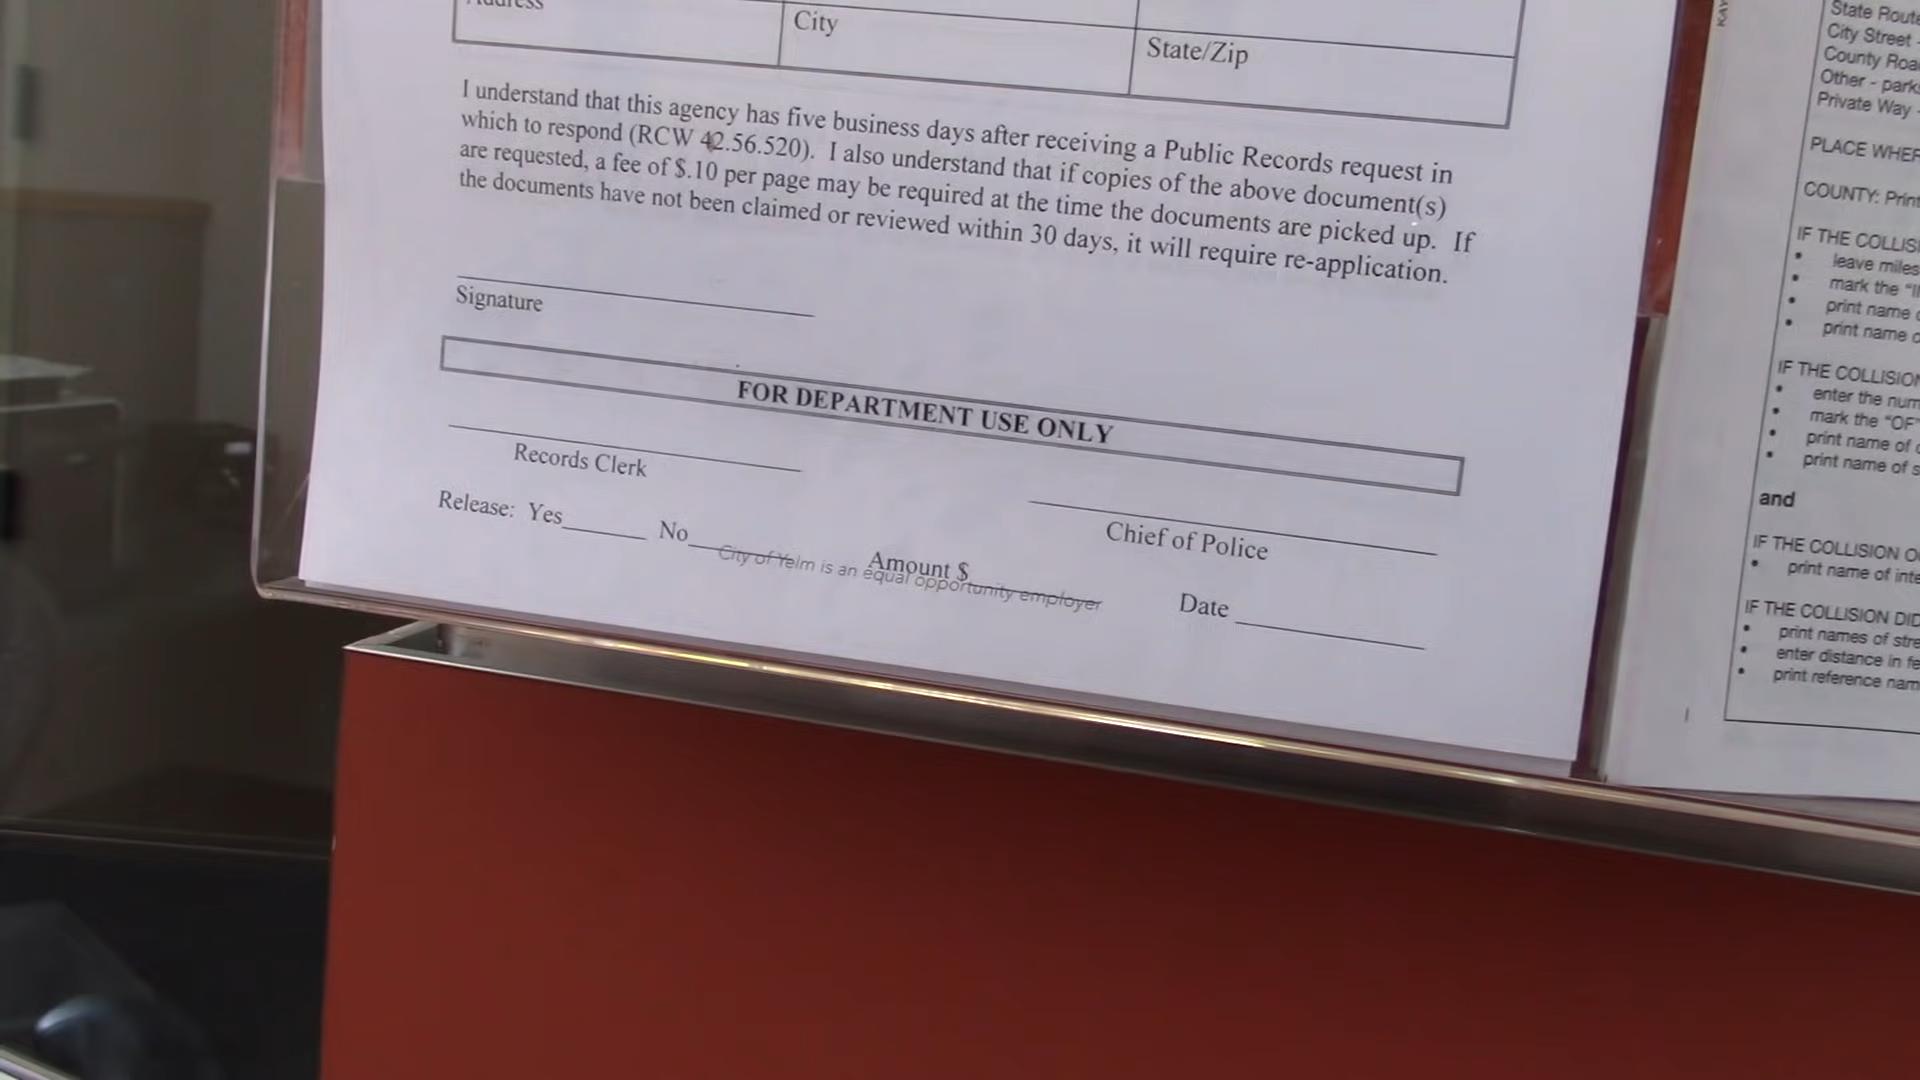 Address
City
State/Zip
I understand that this agency has five business days after receiving a Public Records request in
which to respond (RCW 42.56.520). I also understand that if copies of the above document(s)
are requested, a fee of $.10 per page may be required at the time the documents are picked up. If
the documents have not been claimed or reviewed within 30 days, it will require re-application.
Signature
FOR DEPARTMENT USE ONLY
Records Clerk
Chief of Police
Release: Yes______ No______ Amount $______ Date ______
City of Yelm is an equal opportunity employer
State Route
City Street -
County Roa
Other - park
Private Way -
PLACE WHER
COUNTY: Print
IF THE COLLIS
• leave miles
• mark the "I
• print name
• print name
IF THE COLLISION
• enter the num
• mark the "OF"
• print name of
• print name of s
and
IF THE COLLISION O
• print name of inte
IF THE COLLISION DID
• print names of stre
• enter distance in fe
• print reference nam